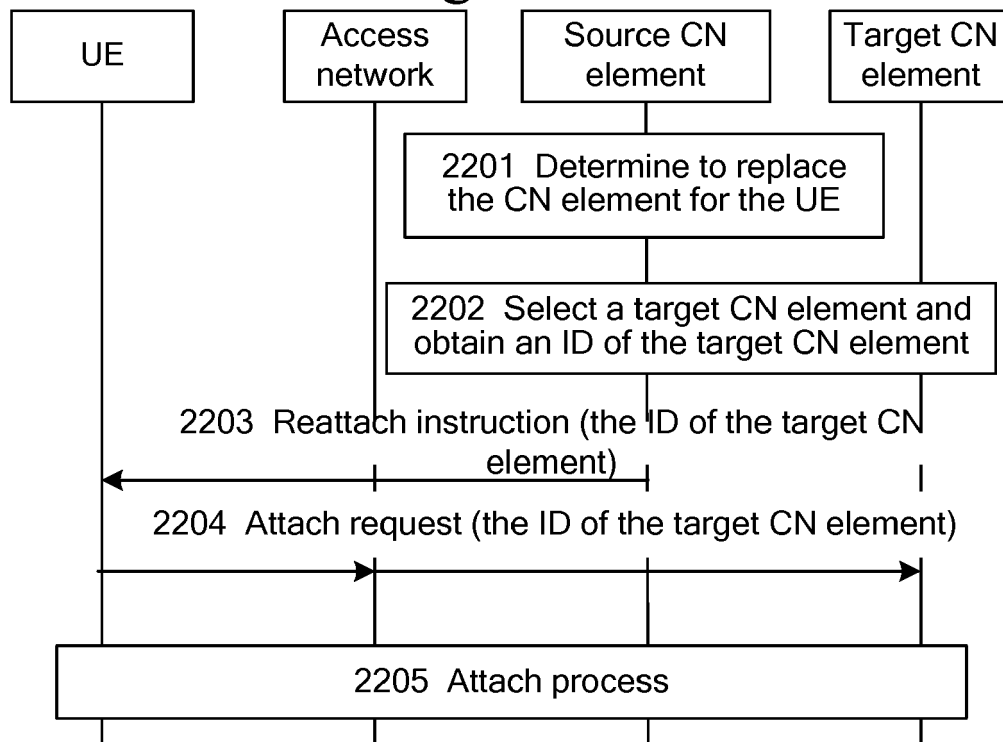 UE
Access
network
Source CN
element
Target CN
element
2201 Determine to replace
the CN element for the UE
2202 Select a target CN element and
obtain an ID of the target CN element
2203 Reattach instruction (the ID of the target CN
element)
2204 Attach request (the ID of the target CN element)
2205 Attach process